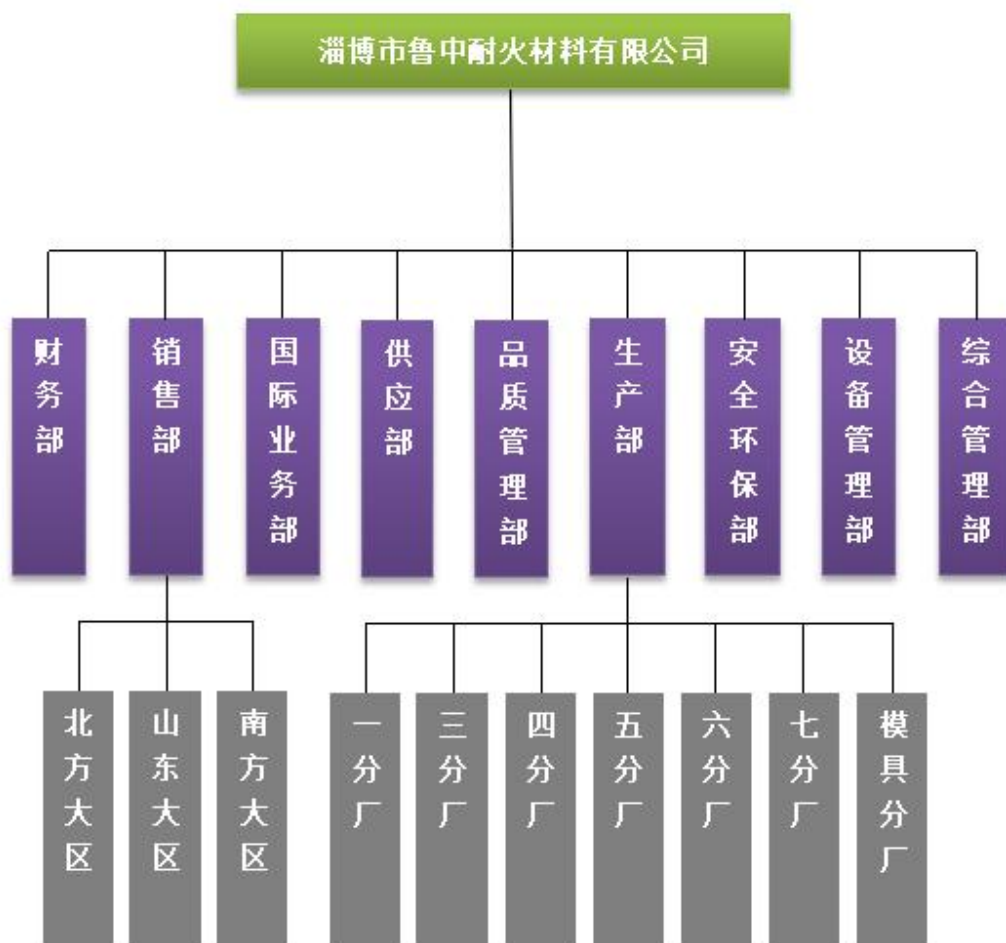 淄博市鲁中耐火材料有限公司
财务部
销售部
国际业务部
供应部
品质管理部
生产部
安全环保部
设备管理部
综合管理部
北方大区
山东大区
南方大区
一分厂
三分厂
四分厂
五分厂
六分厂
七分厂
模具分厂